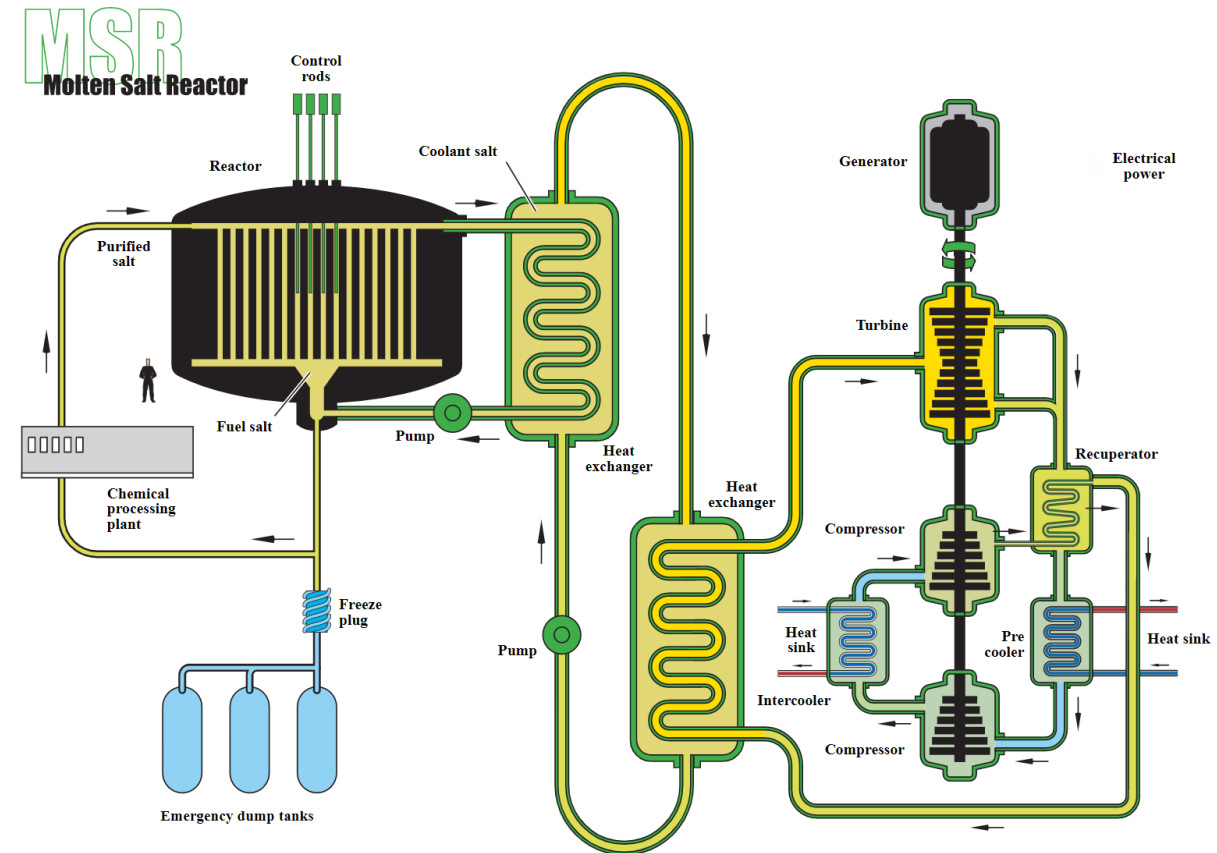 MSR
Molten Salt Reactor
Control
rods
Coolant salt
Reactor
Generator
Electrical
power
Purified
salt
Turbine
Fuel salt
Pump
Heat
exchanger
Recuperator
Chemical
processing
plant
Heat
exchanger
Compressor
Freeze
plug
Pump
Heat
sink
Pre
cooler
Heat sink
Intercooler
Compressor
Emergency dump tanks